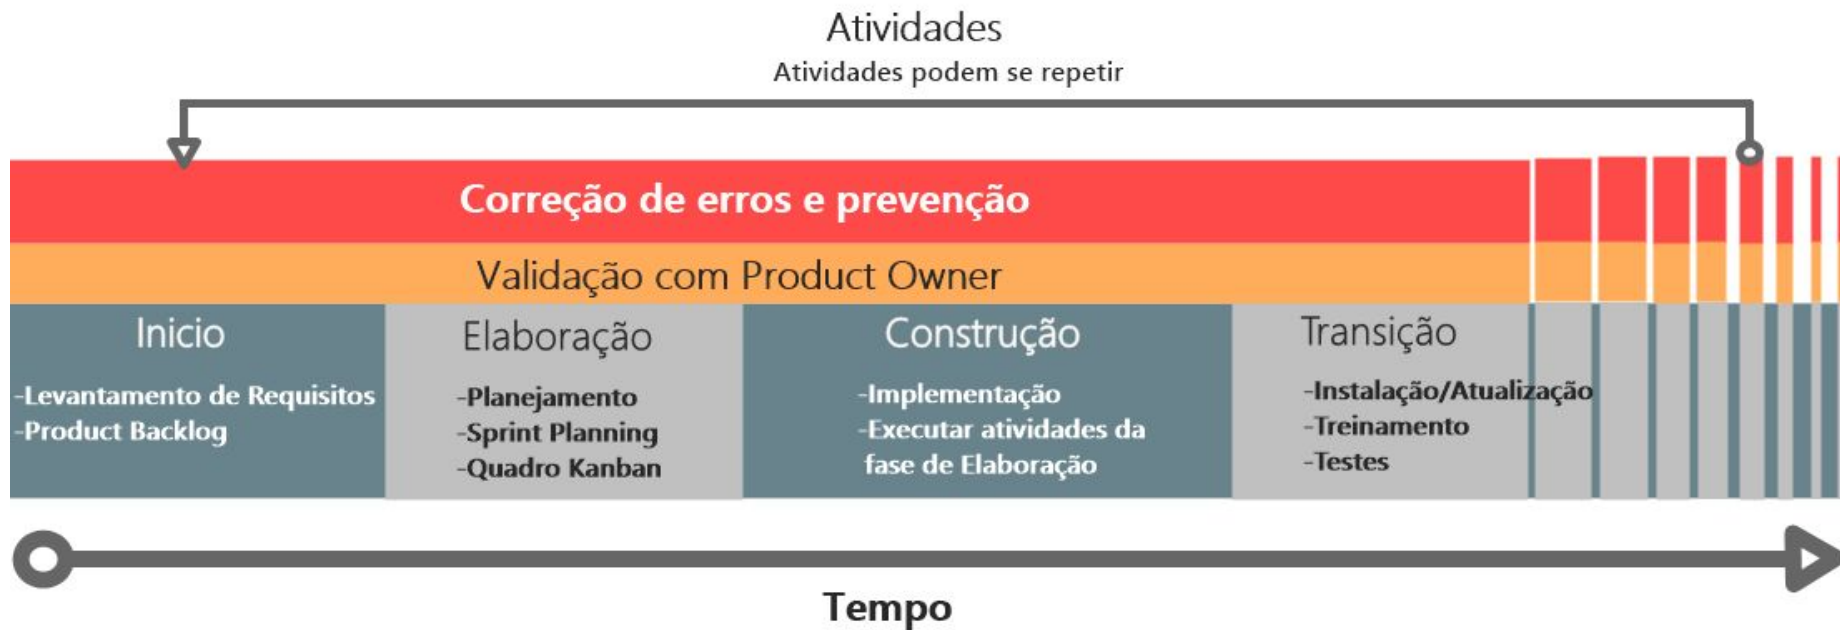 Atividades
Atividades podem se repetir
Correção de erros e prevenção
Validação com Product Owner
Inicio
-Levantamento de Requisitos
-Product Backlog
Elaboração
-Planejamento
-Sprint Planning
-Quadro Kanban
Construção
-Implementação
-Executar atividades da
fase de Elaboração
Transição
-Instalação/Atualização
-Treinamento
-Testes
Tempo